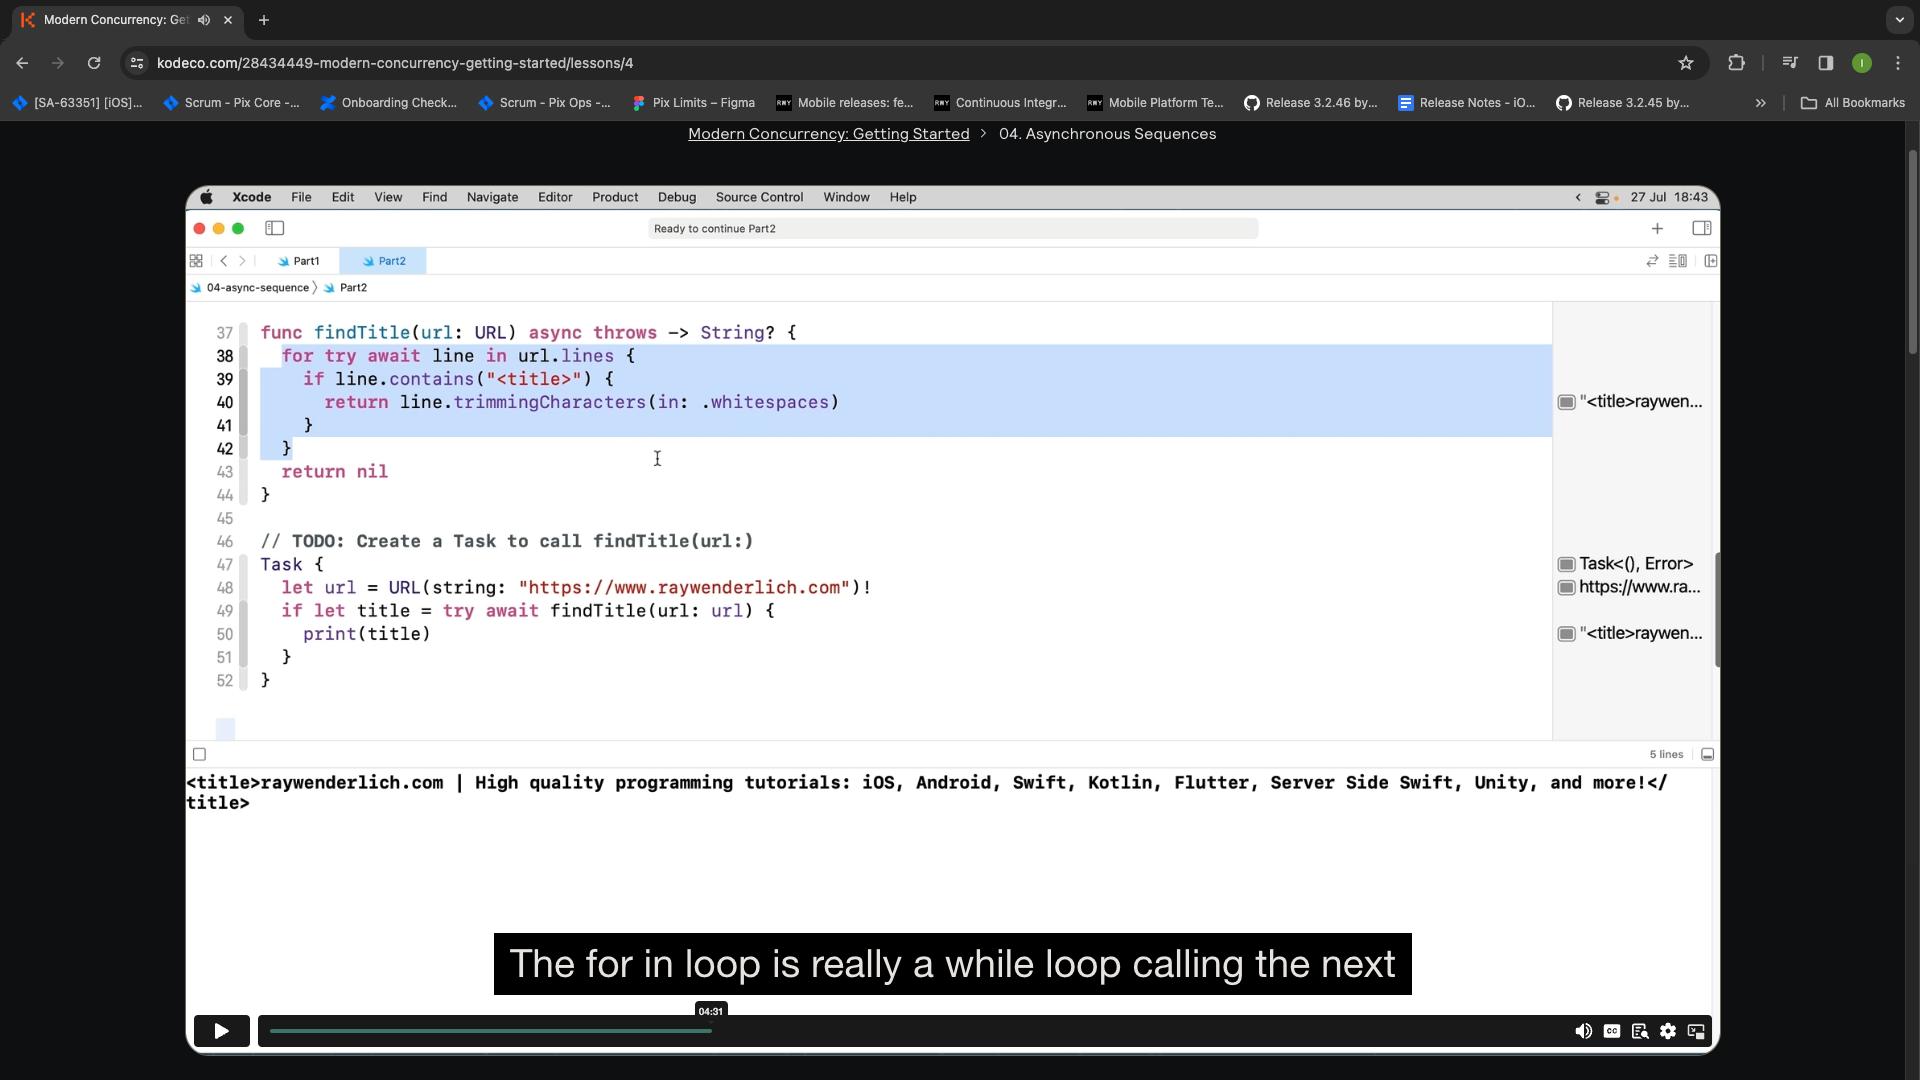 Modern Concurrency: Get
kodeco.com/28434449-modern-concurrency-getting-started/lessons/4
[SA-63351] [iOS]...
Scrum - Pix Core -...
Onboarding Check...
Scrum - Pix Ops -...
Pix Limits – Figma
RWY Mobile releases: fe...
RWY Continuous Integr...
RWY Mobile Platform Te...
Release 3.2.46 by...
Release Notes - iO...
Release 3.2.45 by...
All Bookmarks
Modern Concurrency: Getting Started > 04. Asynchronous Sequences
Xcode File Edit View Find Navigate Editor Product Debug Source Control Window Help
27 Jul 18:43
Ready to continue Part2
Part1
Part2
04-async-sequence 〉 Part2
37 func findTitle(url: URL) async throws -> String? {
38 for try await line in url.lines {
39 if line.contains("<title>") {
40 return line.trimmingCharacters(in: .whitespaces)
"<title>raywen...
41 }
42 }
43 return nil
44 }
45
46 // TODO: Create a Task to call findTitle(url:)
47 Task {
Task<(), Error>
48 let url = URL(string: "https://www.raywenderlich.com")!
https://www.ra...
49 if let title = try await findTitle(url: url) {
50 print(title)
"<title>raywen...
51 }
52 }
5 lines
<title>raywenderlich.com | High quality programming tutorials: iOS, Android, Swift, Kotlin, Flutter, Server Side Swift, Unity, and more!</
title>
The for in loop is really a while loop calling the next
04:31
CC